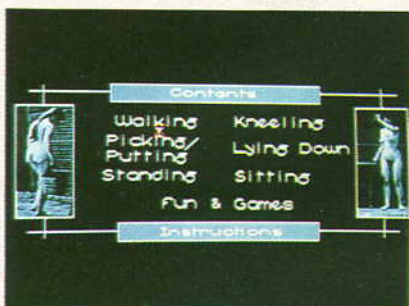 Contents
Walking Kneeling
Picking/
Putting Lying Down
Standing Sitting
Fun & Games
Instructions